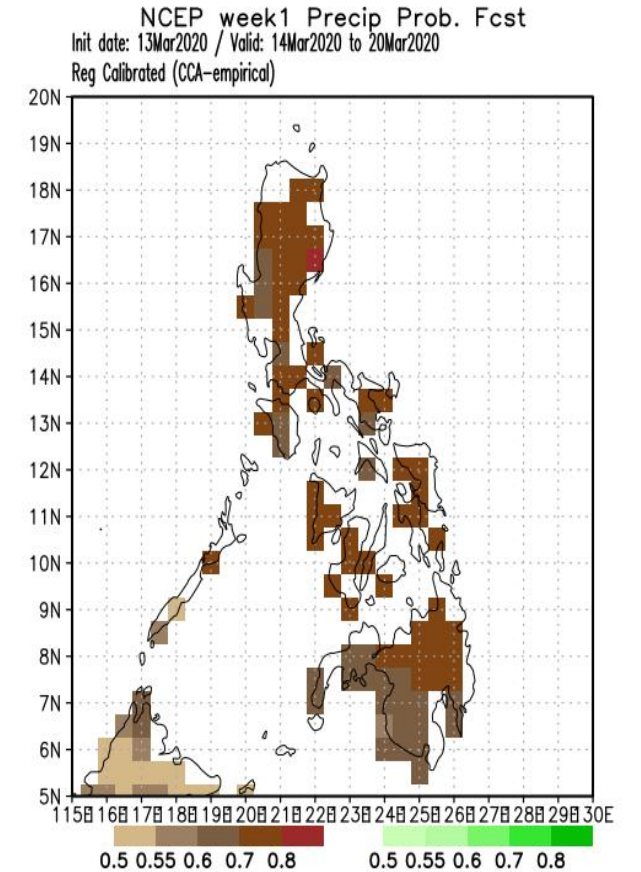 NCEP week1 Precip Prob. Fcst
Init date: 13Mar2020 / Valid: 14Mar2020 to 20Mar2020
Reg Calibrated (CCA-empirical)
20N
19N
18N
17N
16N
15N
14N
13N
12N
11N
10N
9N
8N
7N
6N
5N
115E 116E 117E 118E 119E 120E 121E 122E 123E 124E 125E 126E 127E 128E 129E 130E
0.5 0.55 0.6 0.7 0.8 0.5 0.55 0.6 0.7 0.8